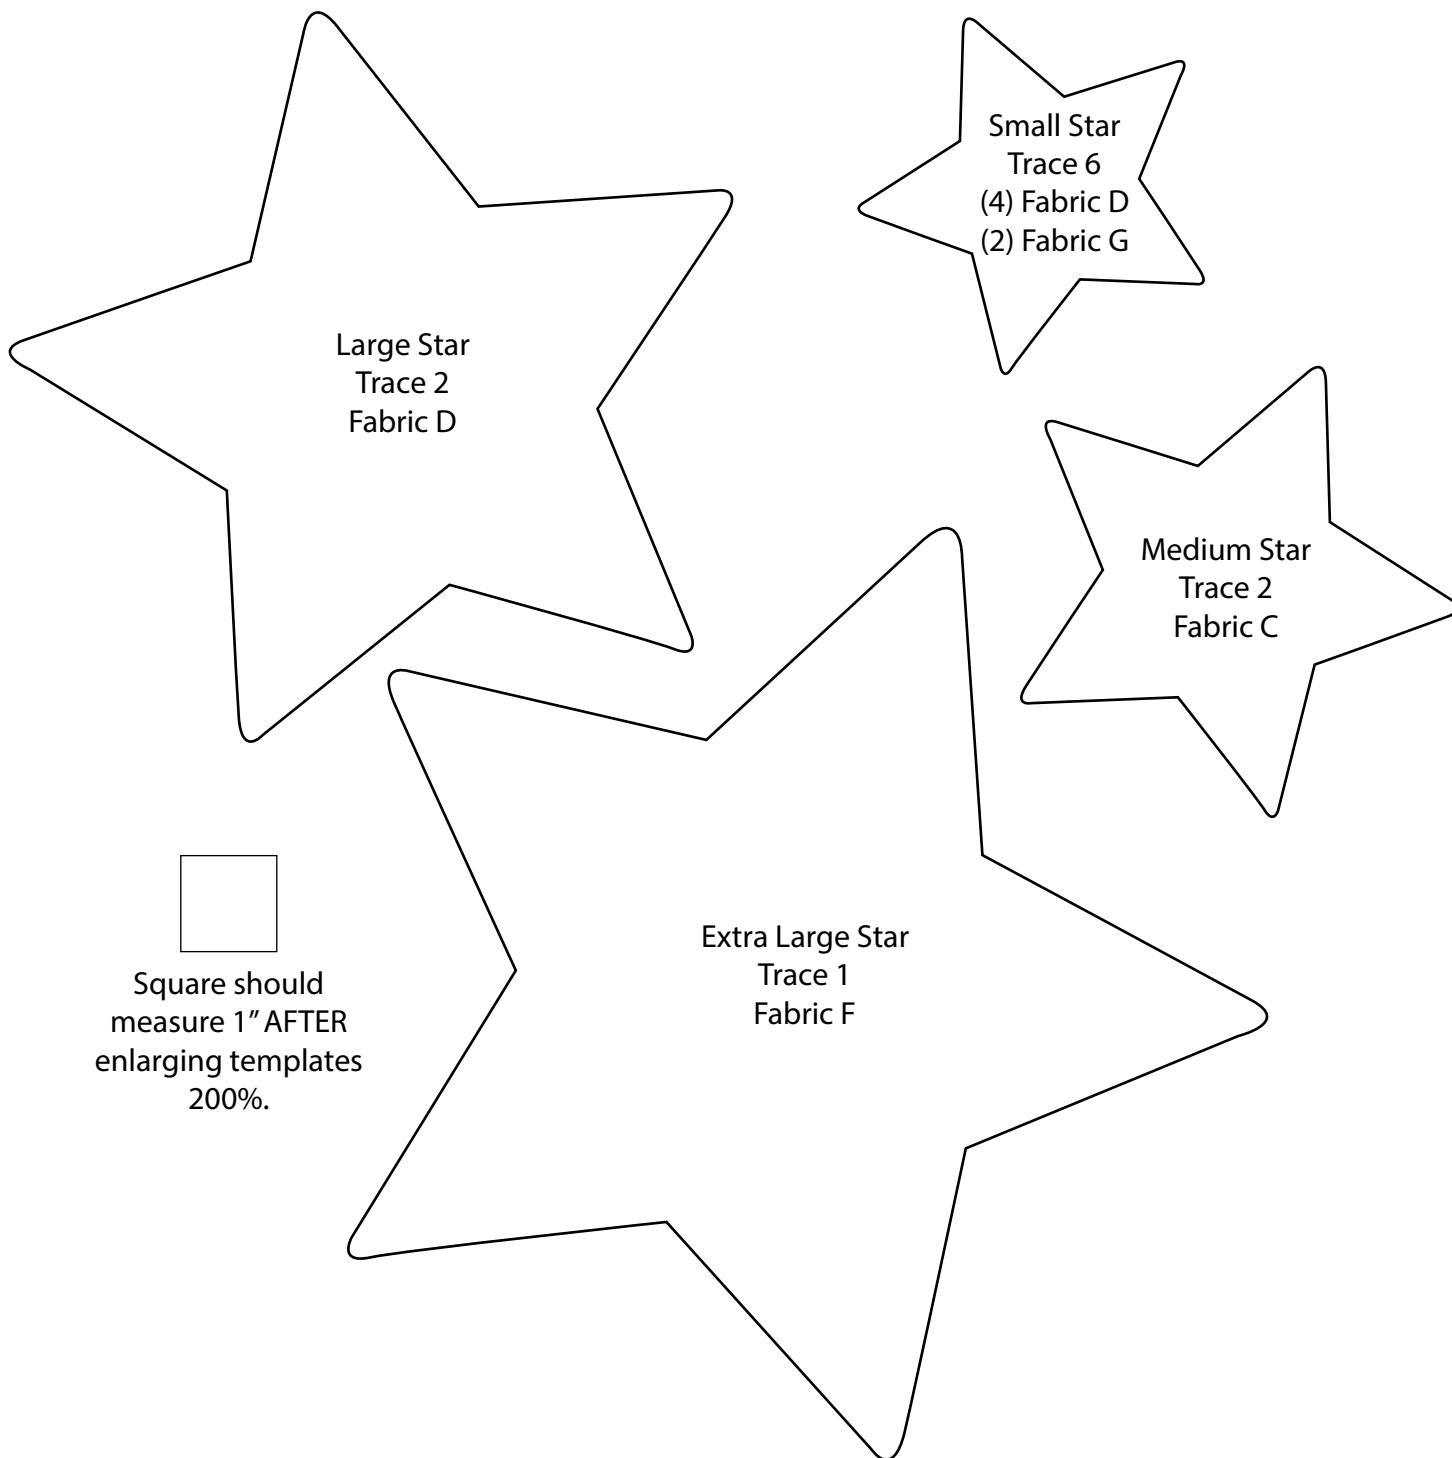 Small Star
Trace 6
(4) Fabric D
(2) Fabric G
Large Star
Trace 2
Fabric D
Medium Star
Trace 2
Fabric C
Extra Large Star
Trace 1
Fabric F
Square should
measure 1” AFTER
enlarging templates
200%.